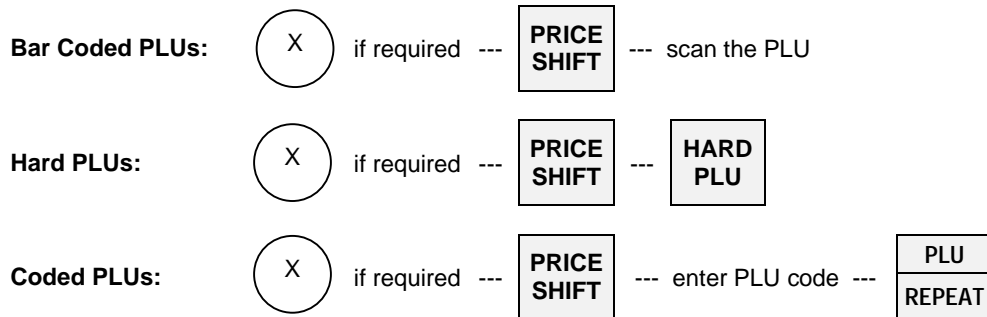 Bar Coded PLUs: X if required --- PRICE SHIFT --- scan the PLU
Hard PLUs: X if required --- PRICE SHIFT --- HARD PLU
Coded PLUs: X if required --- PRICE SHIFT --- enter PLU code --- PLU REPEAT